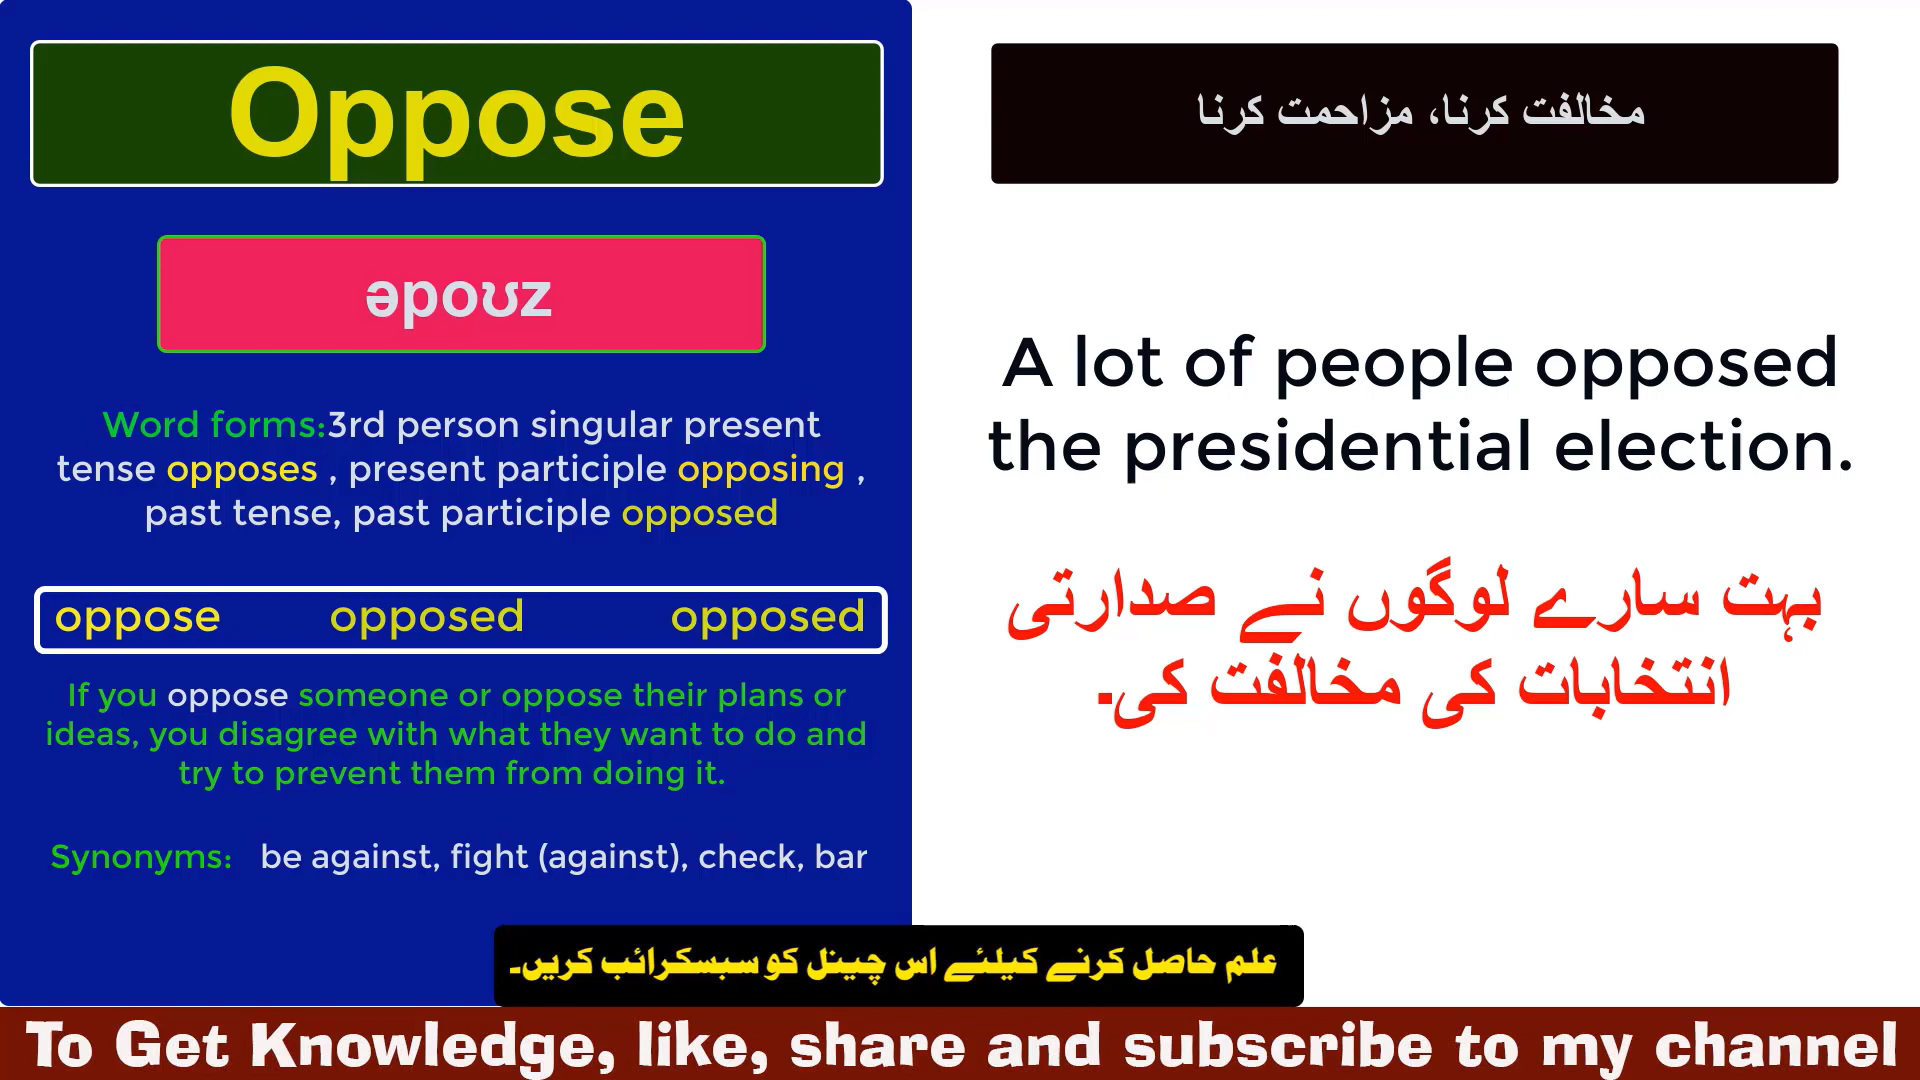 Oppose
əpoʊz
Word forms:3rd person singular present
tense opposes , present participle opposing ,
past tense, past participle opposed
oppose opposed opposed
If you oppose someone or oppose their plans or
ideas, you disagree with what they want to do and
try to prevent them from doing it.
Synonyms: be against, fight (against), check, bar
مخالفت کرنا، مزاحمت کرنا
A lot of people opposed
the presidential election.
بہت سارے لوگوں نے صدارتی
انتخابات کی مخالفت کی۔
علم حاصل کرنے کیلئے اس چینل کو سبسکرائب کریں۔
To Get Knowledge, like, share and subscribe to my channel